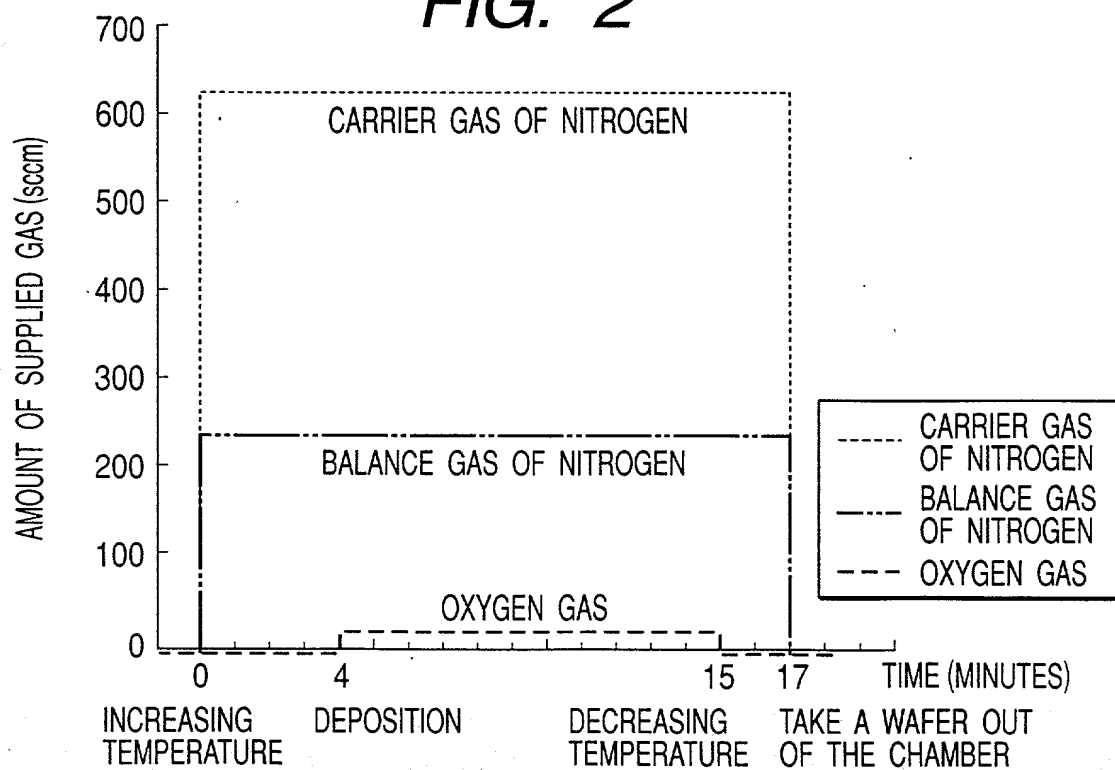 FIG. 2
AMOUNT OF SUPPLIED GAS (sccm)
700
600
500
400
300
200
100
0
CARRIER GAS OF NITROGEN
BALANCE GAS OF NITROGEN
OXYGEN GAS
CARRIER GAS
OF NITROGEN
BALANCE GAS
OF NITROGEN
OXYGEN GAS
0 4 15 17 TIME (MINUTES)
INCREASING
TEMPERATURE
DEPOSITION
DECREASING
TEMPERATURE
TAKE A WAFER OUT
OF THE CHAMBER